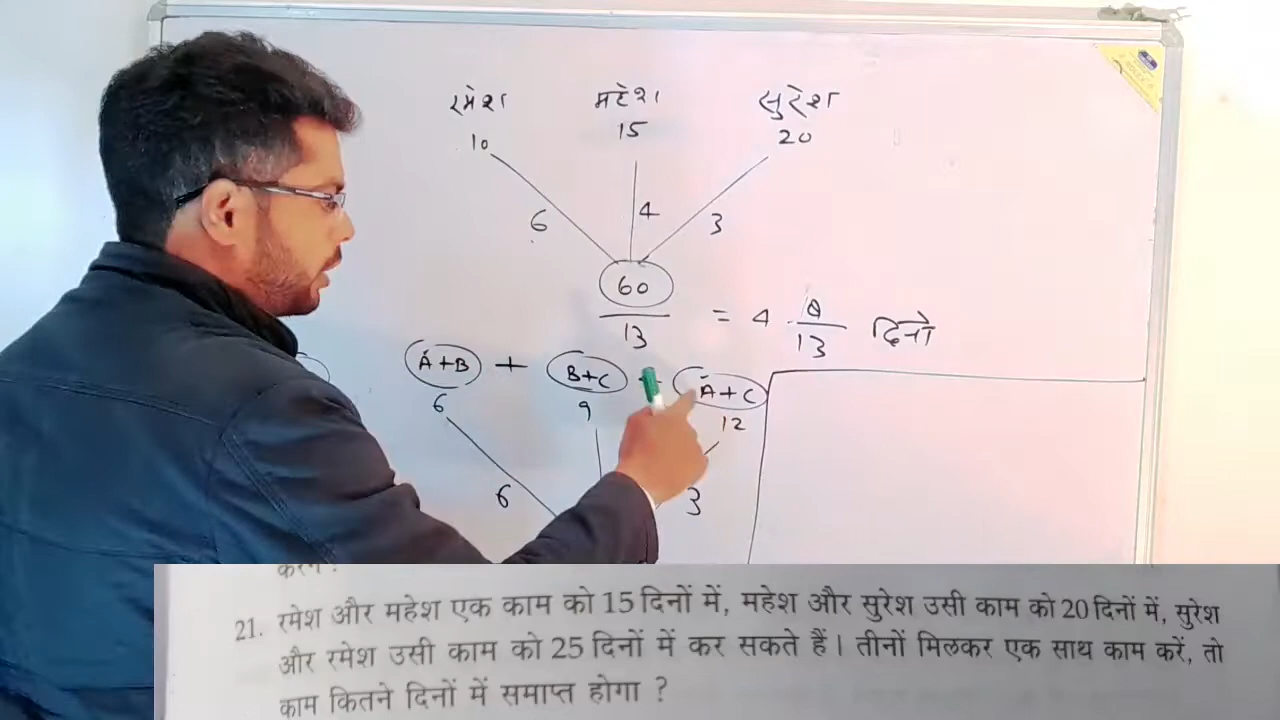 रमेश महेश सुरेश
10 15 20
6 4 3
60
13 = 4 8/13 दिनो
A+B + B+C + A+C
6 9 12
6 3
करेंगे ?
21. रमेश और महेश एक काम को 15 दिनों में, महेश और सुरेश उसी काम को 20 दिनों में, सुरेश
और रमेश उसी काम को 25 दिनों में कर सकते हैं। तीनों मिलकर एक साथ काम करें, तो
काम कितने दिनों में समाप्त होगा ?